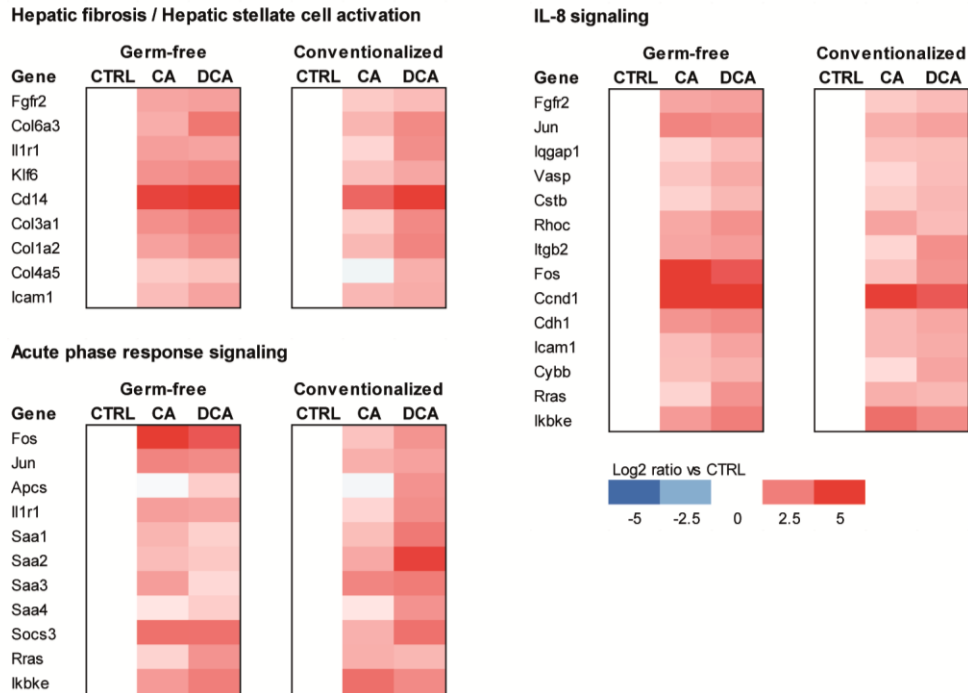 Hepatic fibrosis / Hepatic stellate cell activation
Germ-free Conventionalized
Gene CTRL CA DCA CTRL CA DCA
Fgfr2
Col6a3
Il1r1
Klf6
Cd14
Col3a1
Col1a2
Col4a5
Icam1
Acute phase response signaling
Germ-free Conventionalized
Gene CTRL CA DCA CTRL CA DCA
Fos
Jun
Apcs
Il1r1
Saa1
Saa2
Saa3
Saa4
Socs3
Rras
Ikbke
IL-8 signaling
Germ-free Conventionalized
Gene CTRL CA DCA CTRL CA DCA
Fgfr2
Jun
Iqgap1
Vasp
Cstb
Rhoc
Itgb2
Fos
Ccnd1
Cdh1
Icam1
Cybb
Rras
Ikbke
Log2 ratio vs CTRL
-5 -2.5 0 2.5 5